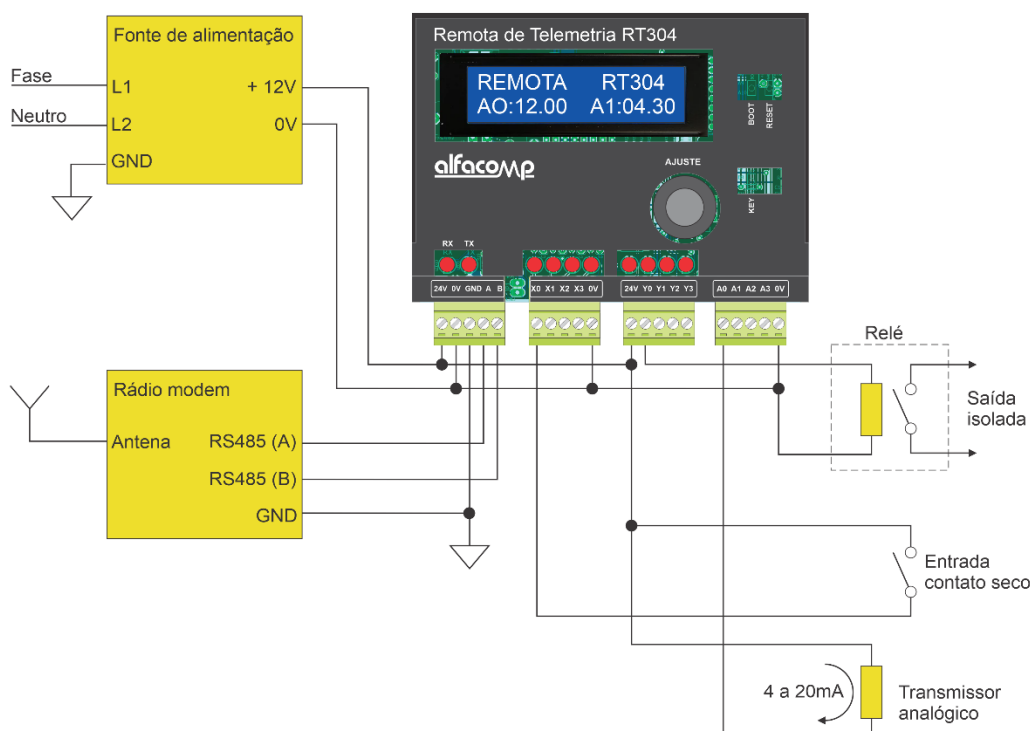 Fonte de alimentação
Fase
L1
+ 12V
Neutro
L2
0V
GND
Remota de Telemetria RT304
REMOTA RT304
AO:12.00 A1:04.30
BOOT
RESET
alfacomp
AJUSTE
KEY
RX TX
24V 0V GND A B
X0 X1 X2 X3 0V
24V Y0 Y1 Y2 Y3
A0 A1 A2 A3 0V
Relé
Saída
isolada
Rádio modem
Antena
RS485 (A)
RS485 (B)
GND
Entrada
contato seco
4 a 20mA
Transmissor
analógico